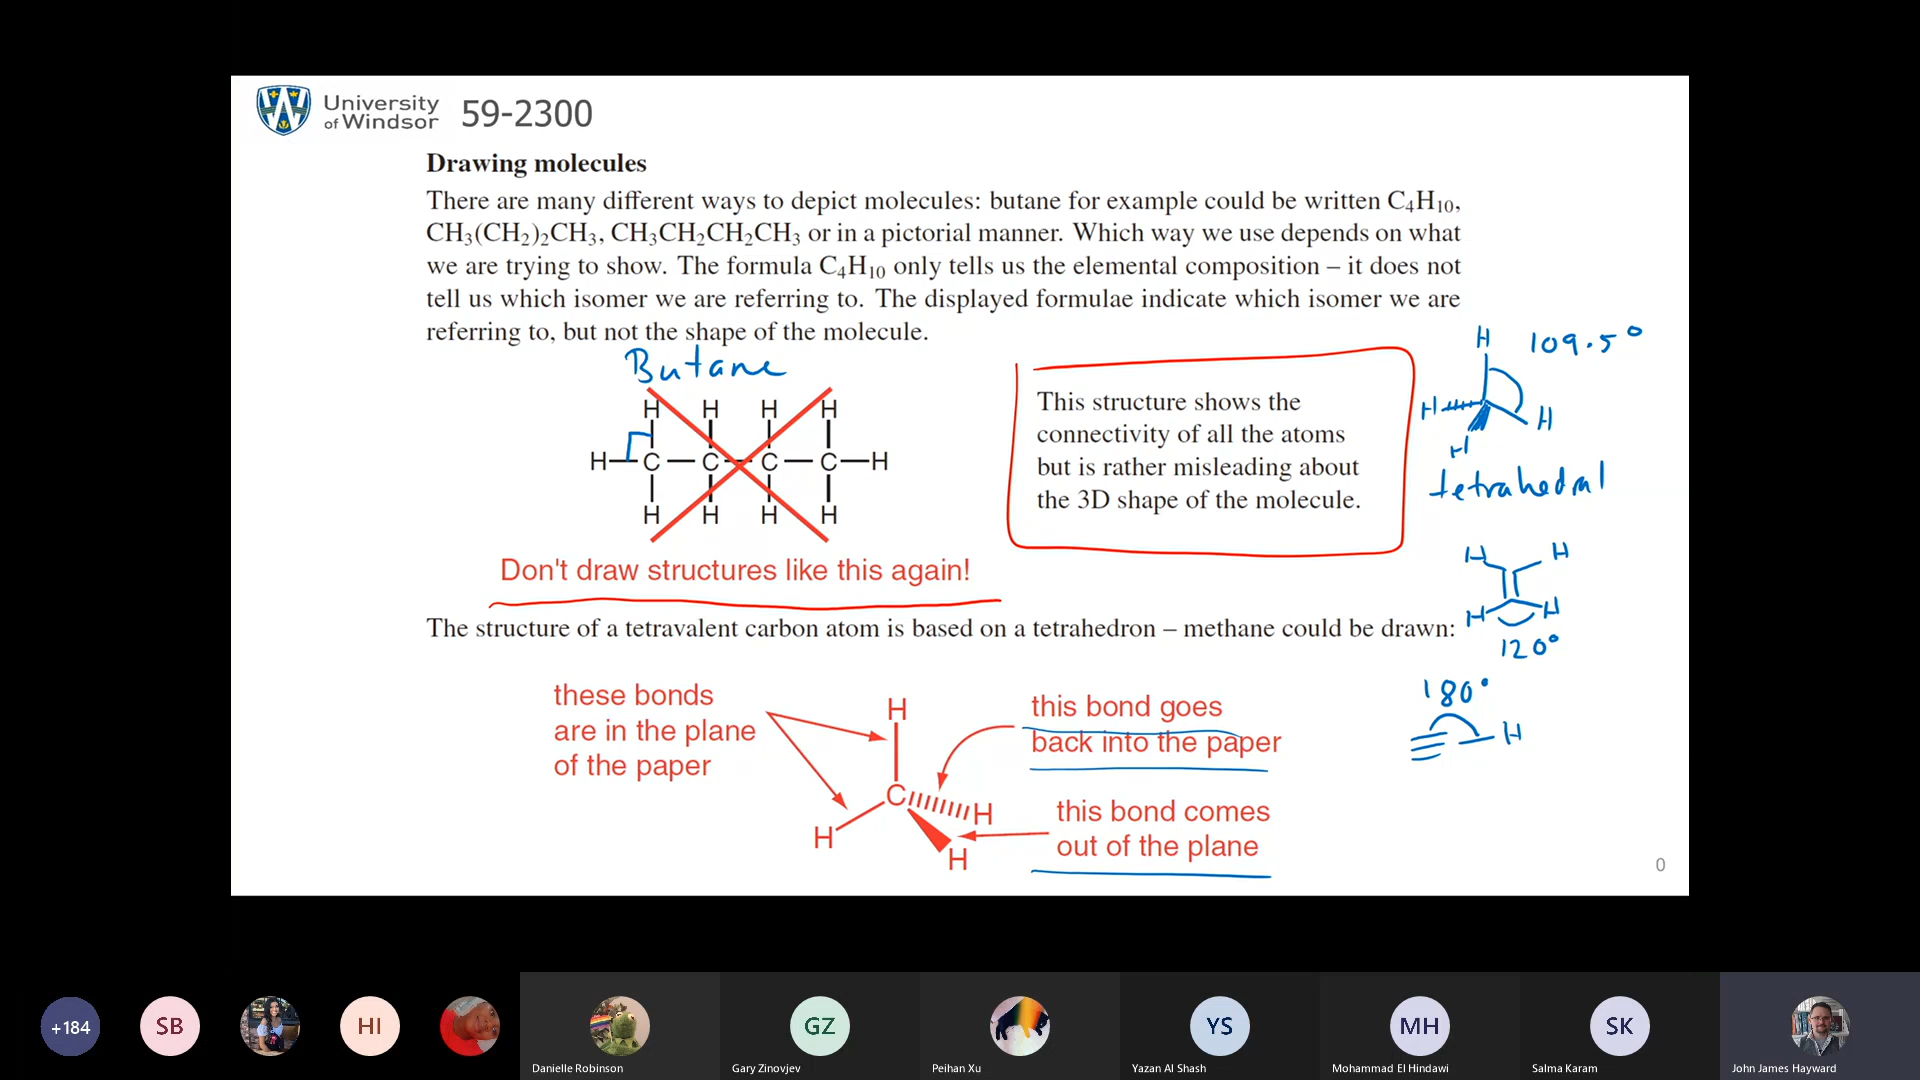 University
of Windsor
59-2300
Drawing molecules
There are many different ways to depict molecules: butane for example could be written C₄H₁₀,
CH₃(CH₂)₂CH₃, CH₃CH₂CH₂CH₃ or in a pictorial manner. Which way we use depends on what
we are trying to show. The formula C₄H₁₀ only tells us the elemental composition – it does not
tell us which isomer we are referring to. The displayed formulae indicate which isomer we are
referring to, but not the shape of the molecule.
Butane
H H H H
H—C—C—C—C—H
H H H H
Don't draw structures like this again!
This structure shows the
connectivity of all the atoms
but is rather misleading about
the 3D shape of the molecule.
H 109.5°
H H
H
tetrahedral
H H
H H
120°
180°
H
The structure of a tetravalent carbon atom is based on a tetrahedron – methane could be drawn:
these bonds
are in the plane
of the paper
H
C
H
H
H
this bond goes
back into the paper
this bond comes
out of the plane
0
+184
SB
HI
Danielle Robinson
GZ
Gary Zinovjev
Peihan Xu
YS
Yazan Al Shash
MH
Mohammad El Hindawi
SK
Salma Karam
John James Hayward